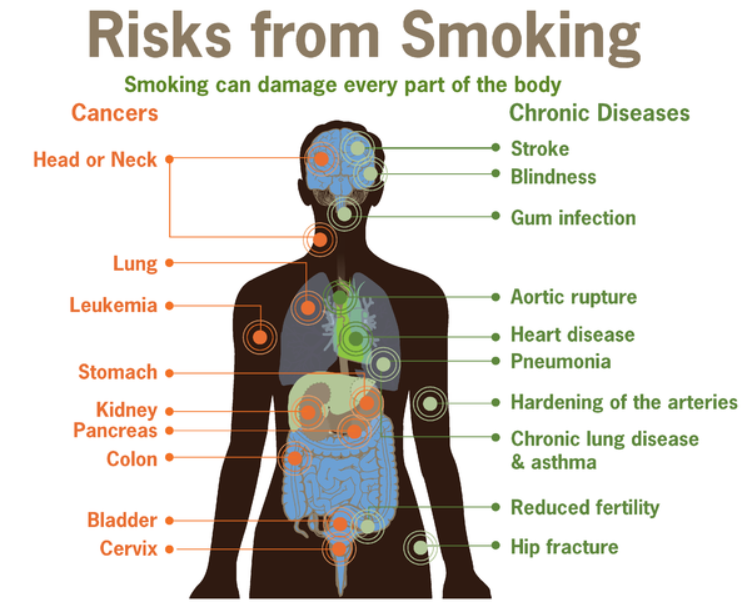 Risks from Smoking
Smoking can damage every part of the body
Cancers
Head or Neck
Lung
Leukemia
Stomach
Kidney
Pancreas
Colon
Bladder
Cervix
Chronic Diseases
Stroke
Blindness
Gum infection
Aortic rupture
Heart disease
Pneumonia
Hardening of the arteries
Chronic lung disease
& asthma
Reduced fertility
Hip fracture